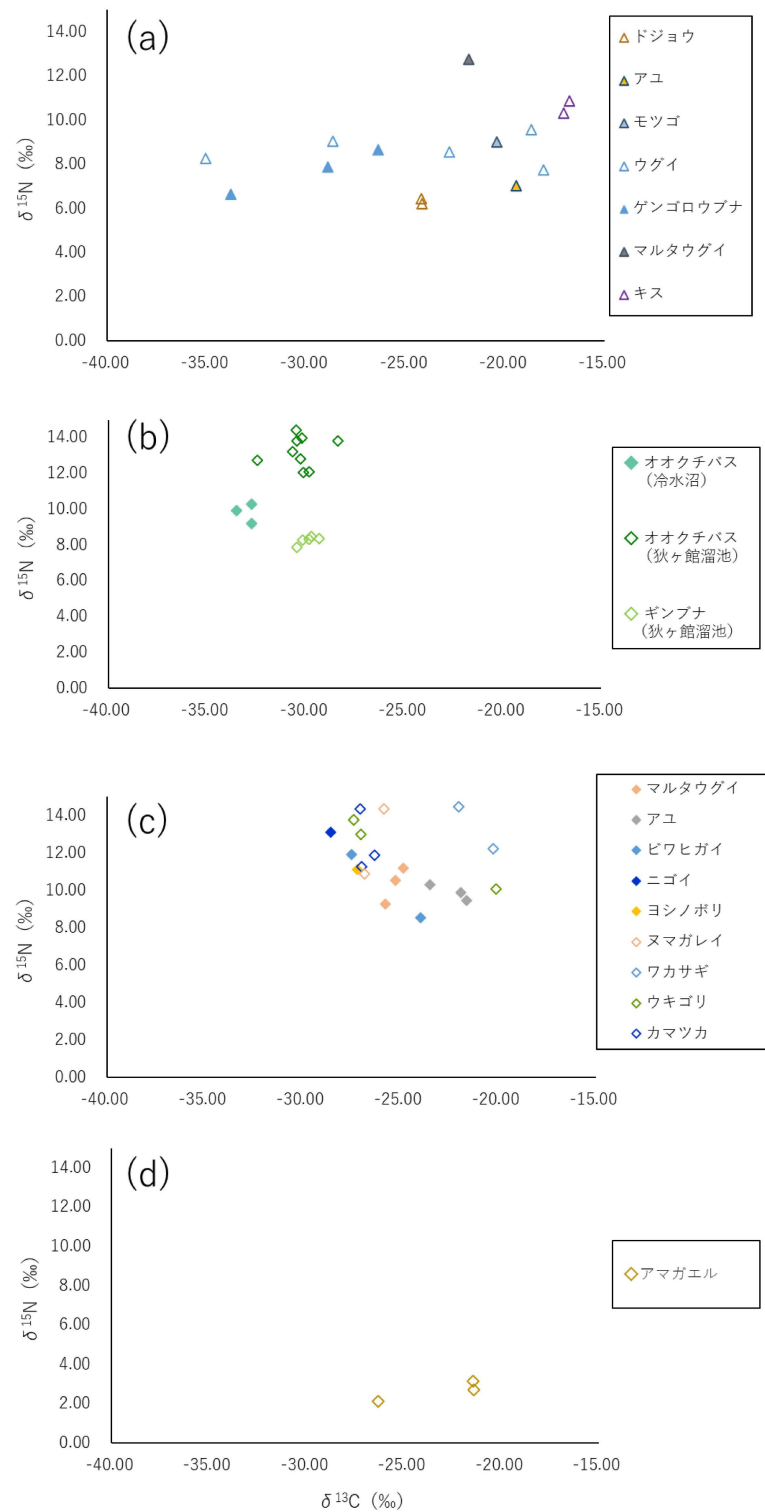 (a)
δ ¹⁵N (‰)
14.00
12.00
10.00
8.00
6.00
4.00
2.00
0.00
-40.00 -35.00 -30.00 -25.00 -20.00 -15.00
ドジョウ
アユ
モツゴ
ウグイ
ゲンゴロウブナ
マルタウグイ
キス
(b)
δ ¹⁵N (‰)
14.00
12.00
10.00
8.00
6.00
4.00
2.00
0.00
-40.00 -35.00 -30.00 -25.00 -20.00 -15.00
オオクチバス
(冷水沼)
オオクチバス
(狄ヶ館溜池)
ギンブナ
(狄ヶ館溜池)
(c)
δ ¹⁵N (‰)
14.00
12.00
10.00
8.00
6.00
4.00
2.00
0.00
-40.00 -35.00 -30.00 -25.00 -20.00 -15.00
マルタウグイ
アユ
ビワヒガイ
ニゴイ
ヨシノボリ
ヌマガレイ
ワカサギ
ウキゴリ
カマツカ
(d)
δ ¹⁵N (‰)
14.00
12.00
10.00
8.00
6.00
4.00
2.00
0.00
-40.00 -35.00 -30.00 -25.00 -20.00 -15.00
δ ¹³C (‰)
アマガエル